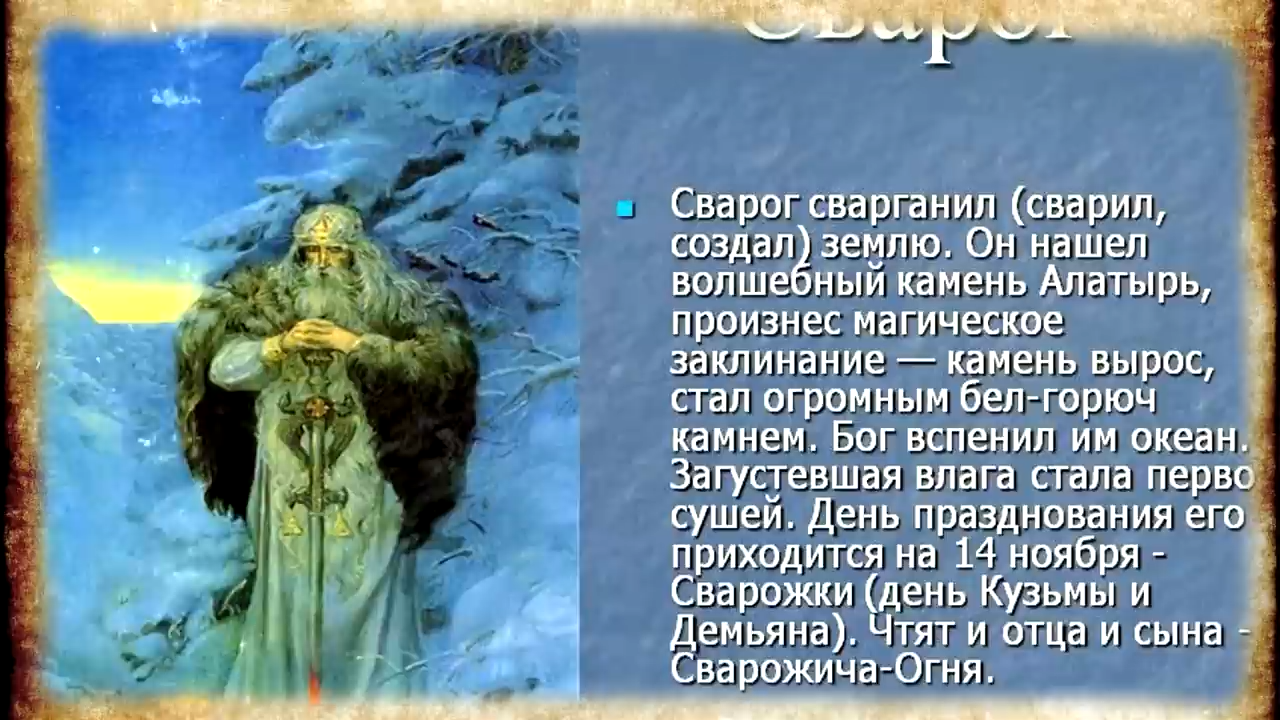 Сварог
Сварог сварганил (сварил,
создал) землю. Он нашел
волшебный камень Алатырь,
произнес магическое
заклинание — камень вырос,
стал огромным бел-горюч
камнем. Бог вспенил им океан.
Загустевшая влага стала перво
сушей. День празднования его
приходится на 14 ноября -
Сварожки (день Кузьмы и
Демьяна). Чтят и отца и сына -
Сварожича-Огня.